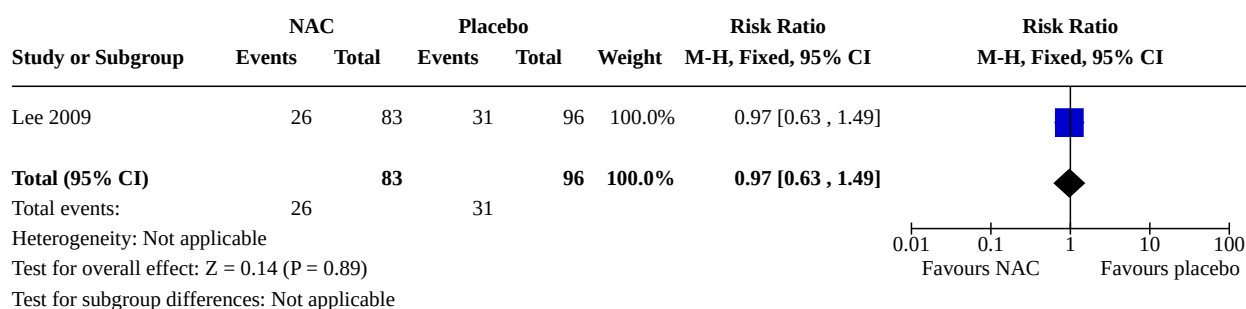 NAC Placebo Risk Ratio Risk Ratio
Study or Subgroup Events Total Events Total Weight M-H, Fixed, 95% CI M-H, Fixed, 95% CI
Lee 2009 26 83 31 96 100.0% 0.97 [0.63 , 1.49]
Total (95% CI) 83 96 100.0% 0.97 [0.63 , 1.49]
Total events: 26 31
Heterogeneity: Not applicable
0.01 0.1 1 10 100
Test for overall effect: Z = 0.14 (P = 0.89)
Favours NAC Favours placebo
Test for subgroup differences: Not applicable